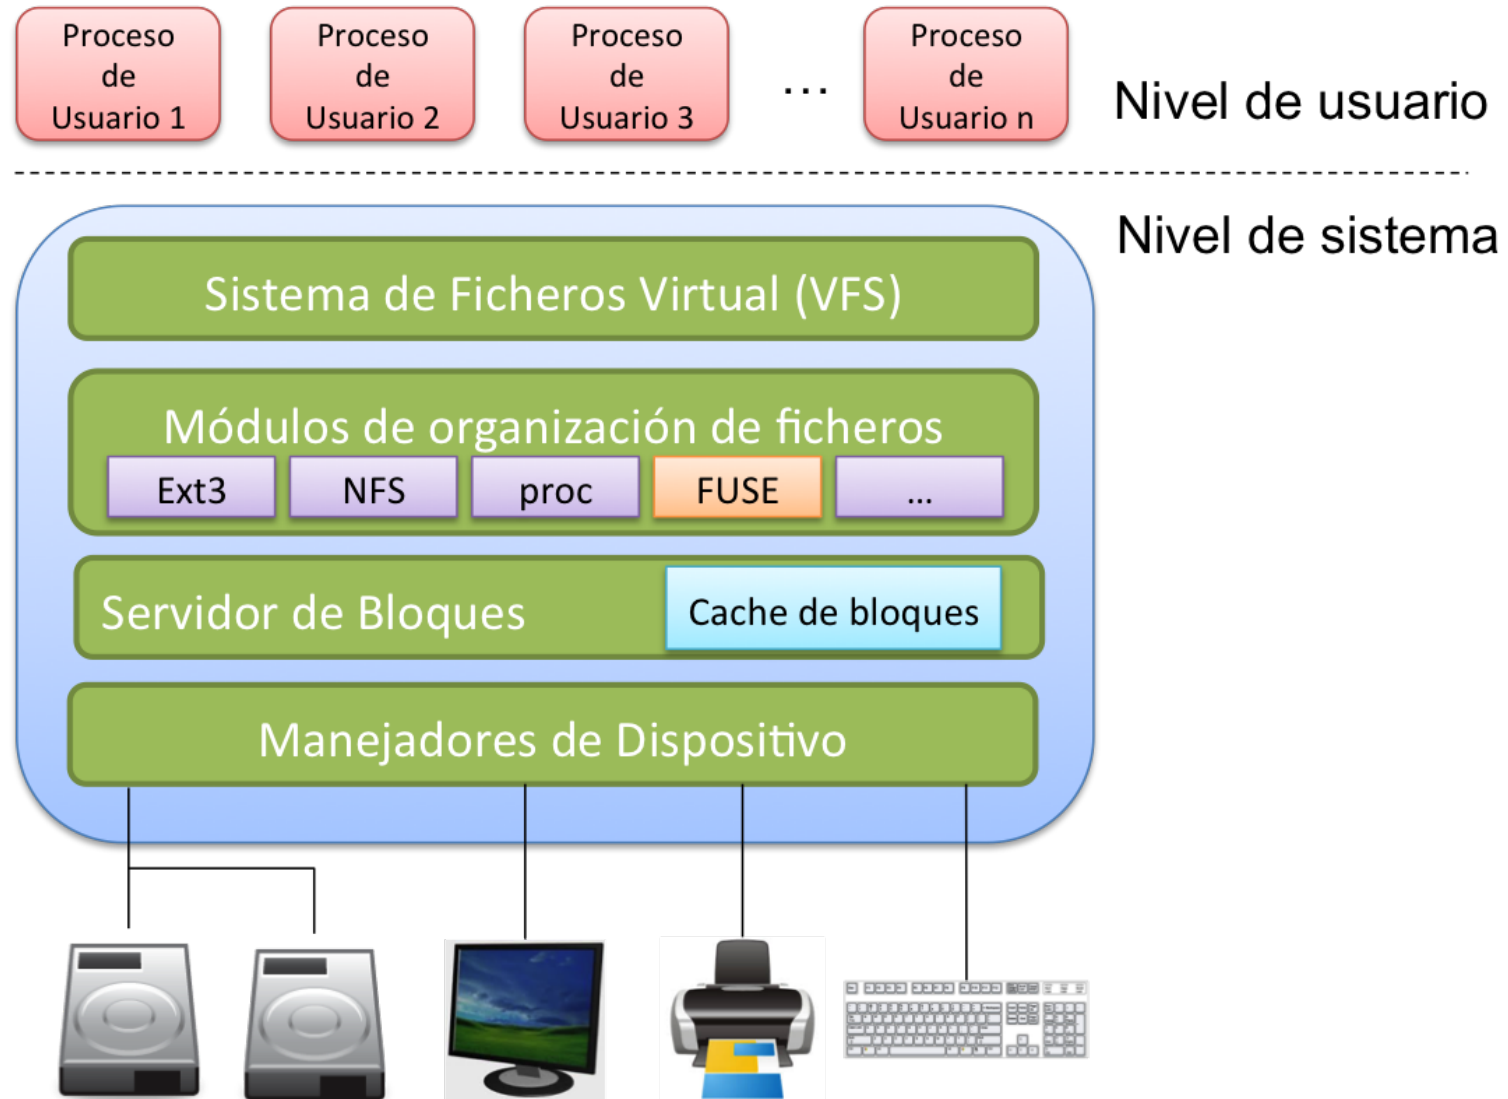 Proceso
de
Usuario 1
Proceso
de
Usuario 2
Proceso
de
Usuario 3
...
Proceso
de
Usuario n
Nivel de usuario
Nivel de sistema
Sistema de Ficheros Virtual (VFS)
Módulos de organización de ficheros
Ext3
NFS
proc
FUSE
...
Servidor de Bloques
Cache de bloques
Manejadores de Dispositivo